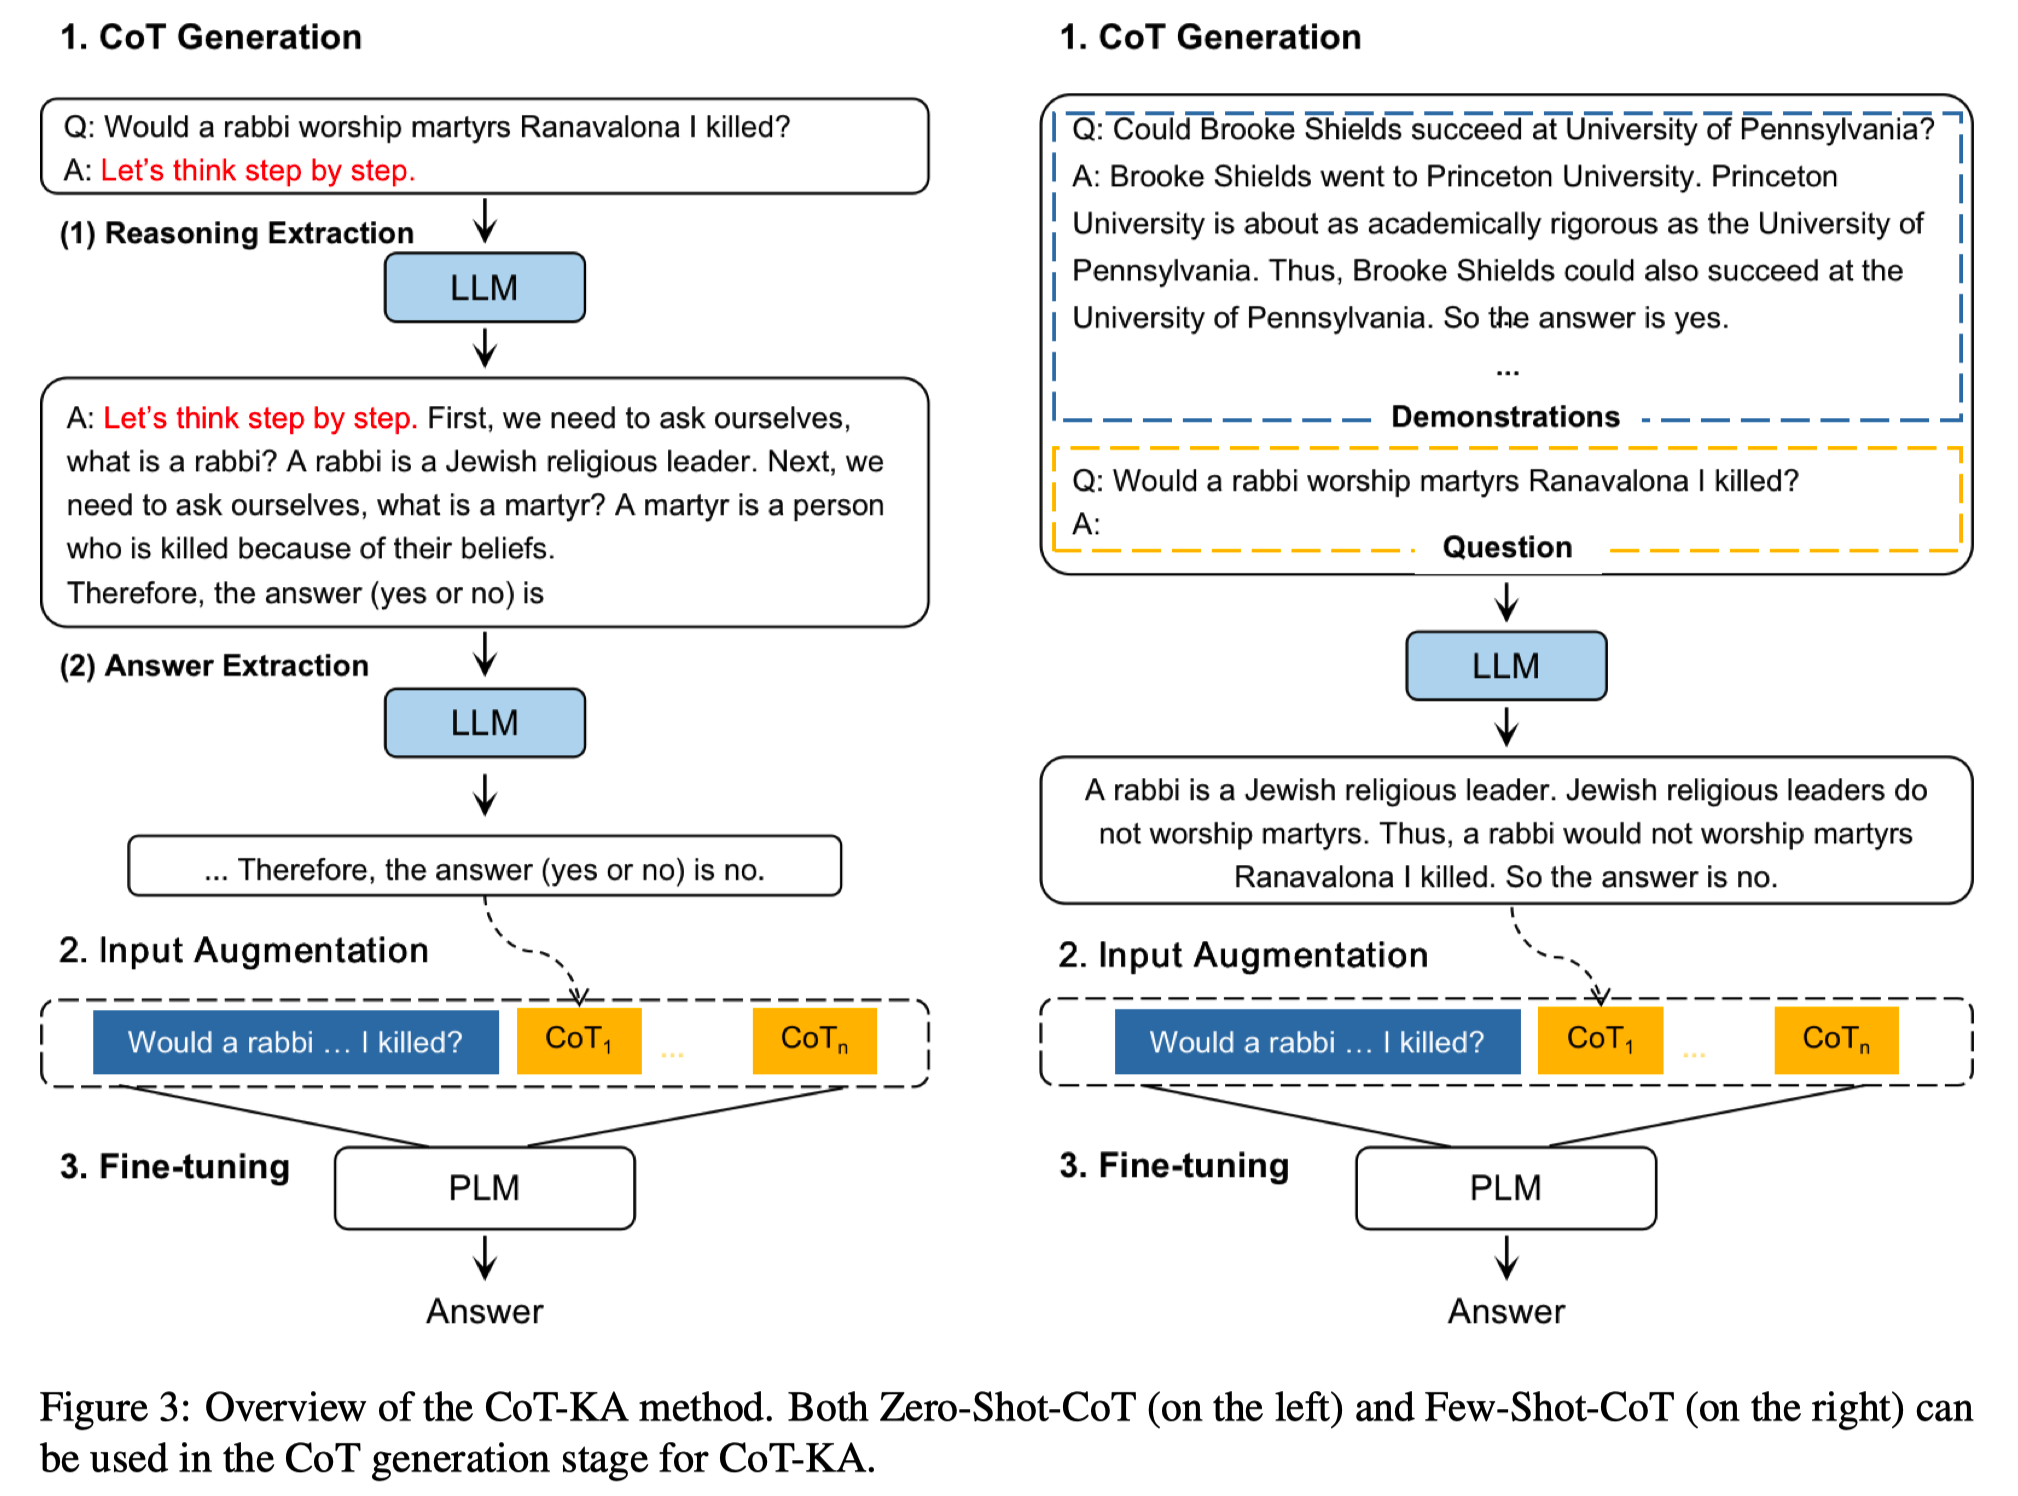 1. CoT Generation
Q: Would a rabbi worship martyrs Ranavalona I killed?
A: Let's think step by step.
(1) Reasoning Extraction
LLM
A: Let's think step by step. First, we need to ask ourselves,
what is a rabbi? A rabbi is a Jewish religious leader. Next, we
need to ask ourselves, what is a martyr? A martyr is a person
who is killed because of their beliefs.
Therefore, the answer (yes or no) is
(2) Answer Extraction
LLM
... Therefore, the answer (yes or no) is no.
2. Input Augmentation
Would a rabbi ... I killed? CoT1 ... CoTn
3. Fine-tuning
PLM
Answer
1. CoT Generation
Q: Could Brooke Shields succeed at University of Pennsylvania?
A: Brooke Shields went to Princeton University. Princeton
University is about as academically rigorous as the University of
Pennsylvania. Thus, Brooke Shields could also succeed at the
University of Pennsylvania. So the answer is yes.
...
Demonstrations
Q: Would a rabbi worship martyrs Ranavalona I killed?
A:
Question
LLM
A rabbi is a Jewish religious leader. Jewish religious leaders do
not worship martyrs. Thus, a rabbi would not worship martyrs
Ranavalona I killed. So the answer is no.
2. Input Augmentation
Would a rabbi ... I killed? CoT1 ... CoTn
3. Fine-tuning
PLM
Answer
Figure 3: Overview of the CoT-KA method. Both Zero-Shot-CoT (on the left) and Few-Shot-CoT (on the right) can
be used in the CoT generation stage for CoT-KA.